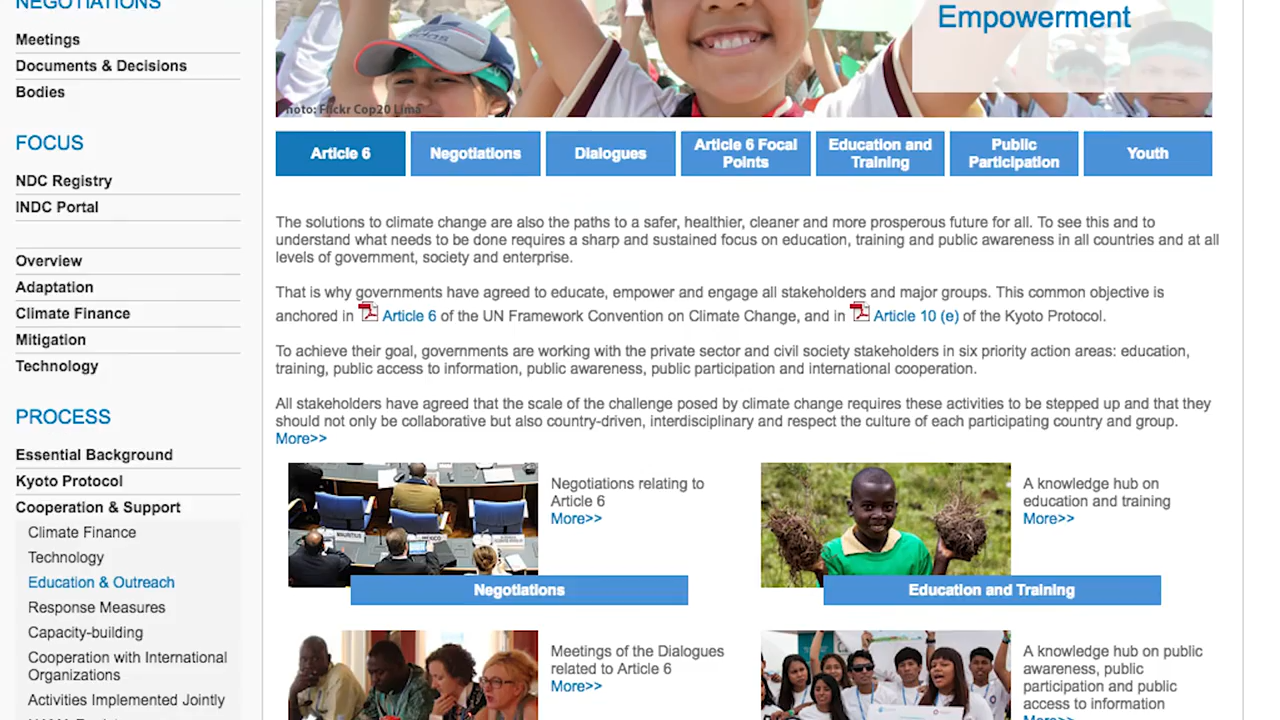 NEGOTIATIONS
Meetings
Documents & Decisions
Bodies
FOCUS
NDC Registry
INDC Portal
Overview
Adaptation
Climate Finance
Mitigation
Technology
PROCESS
Essential Background
Kyoto Protocol
Cooperation & Support
Climate Finance
Technology
Education & Outreach
Response Measures
Capacity-building
Cooperation with International
Organizations
Activities Implemented Jointly
Empowerment
Photo: Flickr Cop20 Lima
Article 6
Negotiations
Dialogues
Article 6 Focal
Points
Education and
Training
Public
Participation
Youth
The solutions to climate change are also the paths to a safer, healthier, cleaner and more prosperous future for all. To see this and to
understand what needs to be done requires a sharp and sustained focus on education, training and public awareness in all countries and at all
levels of government, society and enterprise.
That is why governments have agreed to educate, empower and engage all stakeholders and major groups. This common objective is
anchored in Article 6 of the UN Framework Convention on Climate Change, and in Article 10 (e) of the Kyoto Protocol.
To achieve their goal, governments are working with the private sector and civil society stakeholders in six priority action areas: education,
training, public access to information, public awareness, public participation and international cooperation.
All stakeholders have agreed that the scale of the challenge posed by climate change requires these activities to be stepped up and that they
should not only be collaborative but also country-driven, interdisciplinary and respect the culture of each participating country and group.
More>>
MAURITIUS
MEXICO
Negotiations relating to
Article 6
More>>
Negotiations
A knowledge hub on
education and training
More>>
Education and Training
Meetings of the Dialogues
related to Article 6
More>>
A knowledge hub on public
awareness, public
participation and public
access to information
More>>